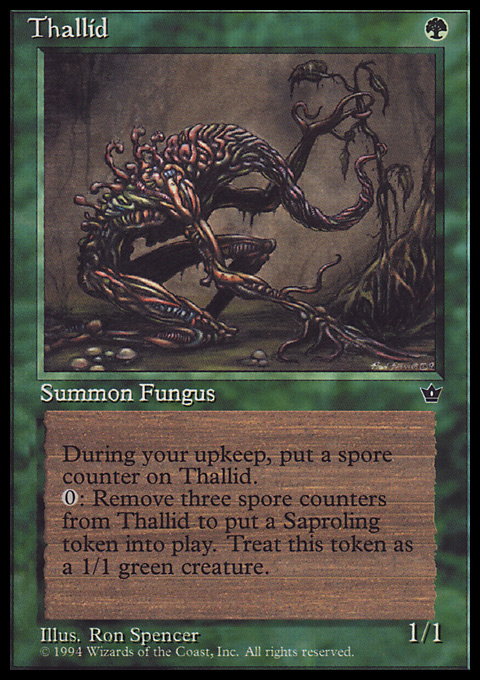 Thallid
Summon Fungus
During your upkeep, put a spore
counter on Thallid.
0: Remove three spore counters
from Thallid to put a Saproling
token into play. Treat this token as
a 1/1 green creature.
Illus. Ron Spencer
1/1
© 1994 Wizards of the Coast, Inc. All rights reserved.